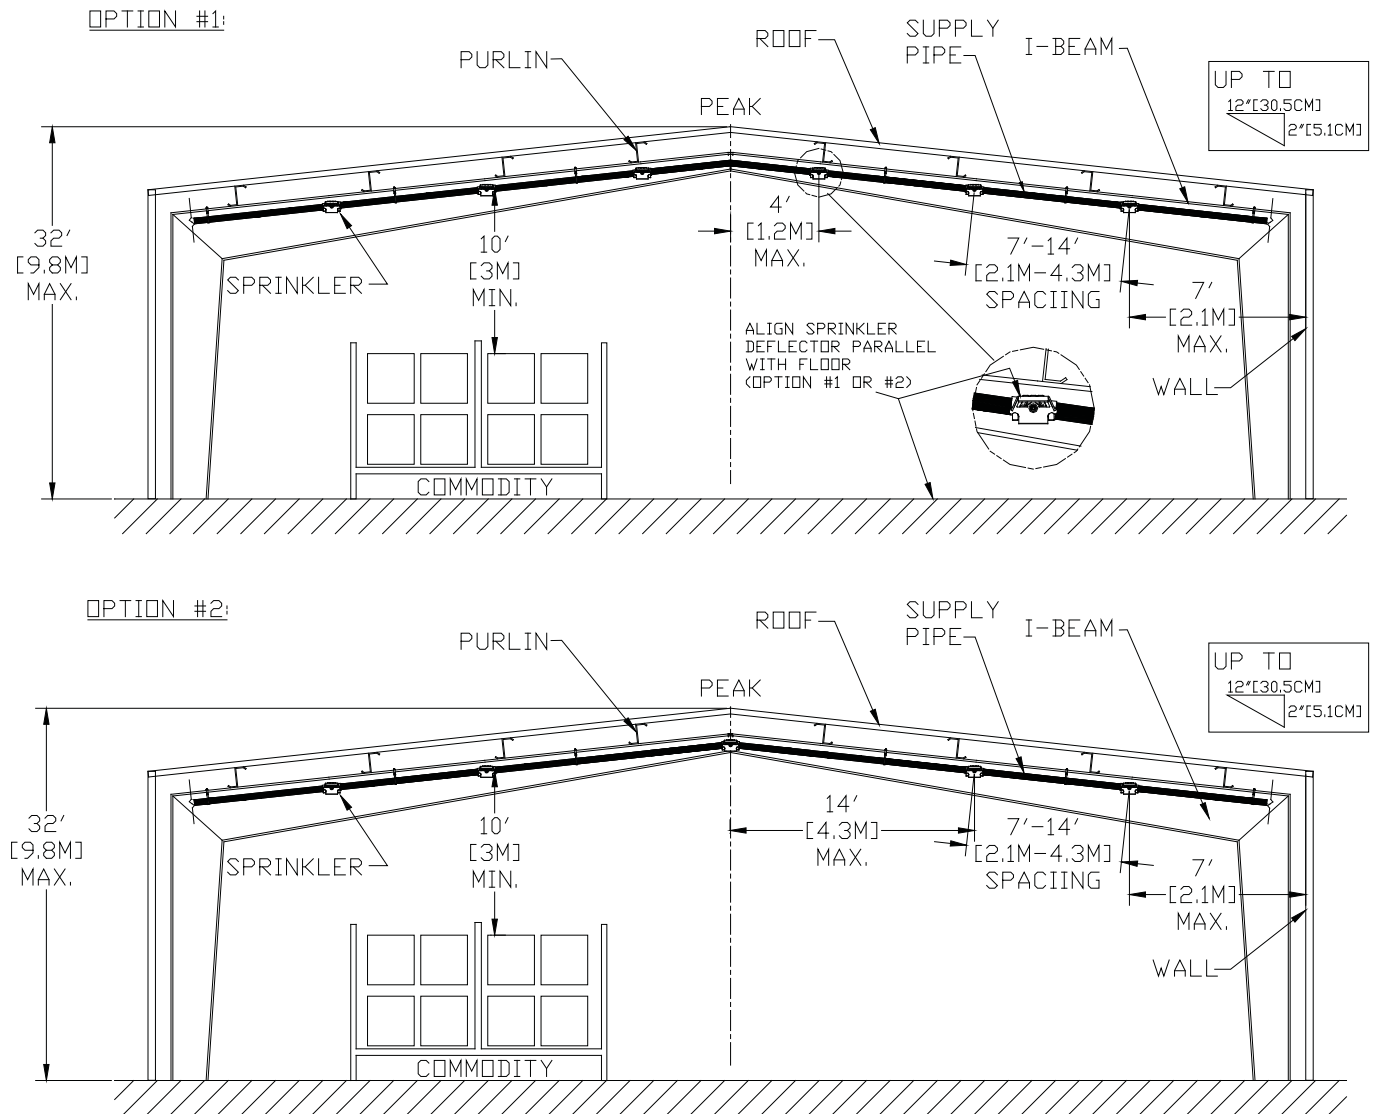 OPTION #1:
PURLIN
ROOF
SUPPLY
PIPE
I-BEAM
UP TO
12"[30.5CM]
2"[5.1CM]
PEAK
32'
[9.8M]
MAX.
SPRINKLER
10'
[3M]
MIN.
4'
[1.2M]
MAX.
7'-14'
[2.1M-4.3M]
SPACIING
7'
[2.1M]
MAX.
ALIGN SPRINKLER
DEFLECTOR PARALLEL
WITH FLOOR
(OPTION #1 OR #2)
WALL
COMMODITY
OPTION #2:
PURLIN
ROOF
SUPPLY
PIPE
I-BEAM
UP TO
12"[30.5CM]
2"[5.1CM]
PEAK
32'
[9.8M]
MAX.
SPRINKLER
10'
[3M]
MIN.
14'
[4.3M]
MAX.
7'-14'
[2.1M-4.3M]
SPACIING
7'
[2.1M]
MAX.
WALL
COMMODITY